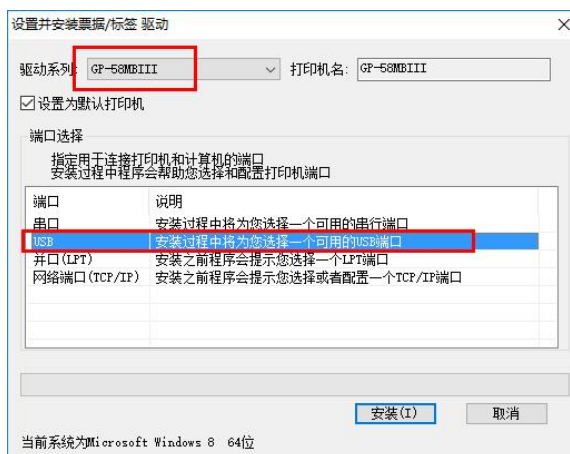 设置并安装票据/标签 驱动
驱动系列: GP-58MBIII 打印机名: GP-58MBIII
设置为默认打印机
端口选择
指定用于连接打印机和计算机的端口
安装过程中程序会帮助您选择和配置打印机端口
端口 说明
串口 安装过程中将为您选择一个可用的串行端口
USB 安装过程中将为您选择一个可用的USB端口
并口(LPT) 安装之前程序会提示您选择一个LPT端口
网络端口(TCP/IP) 安装之前程序会提示您选择或者配置一个TCP/IP端口
安装(I) 取消
当前系统为Microsoft Windows 8 64位